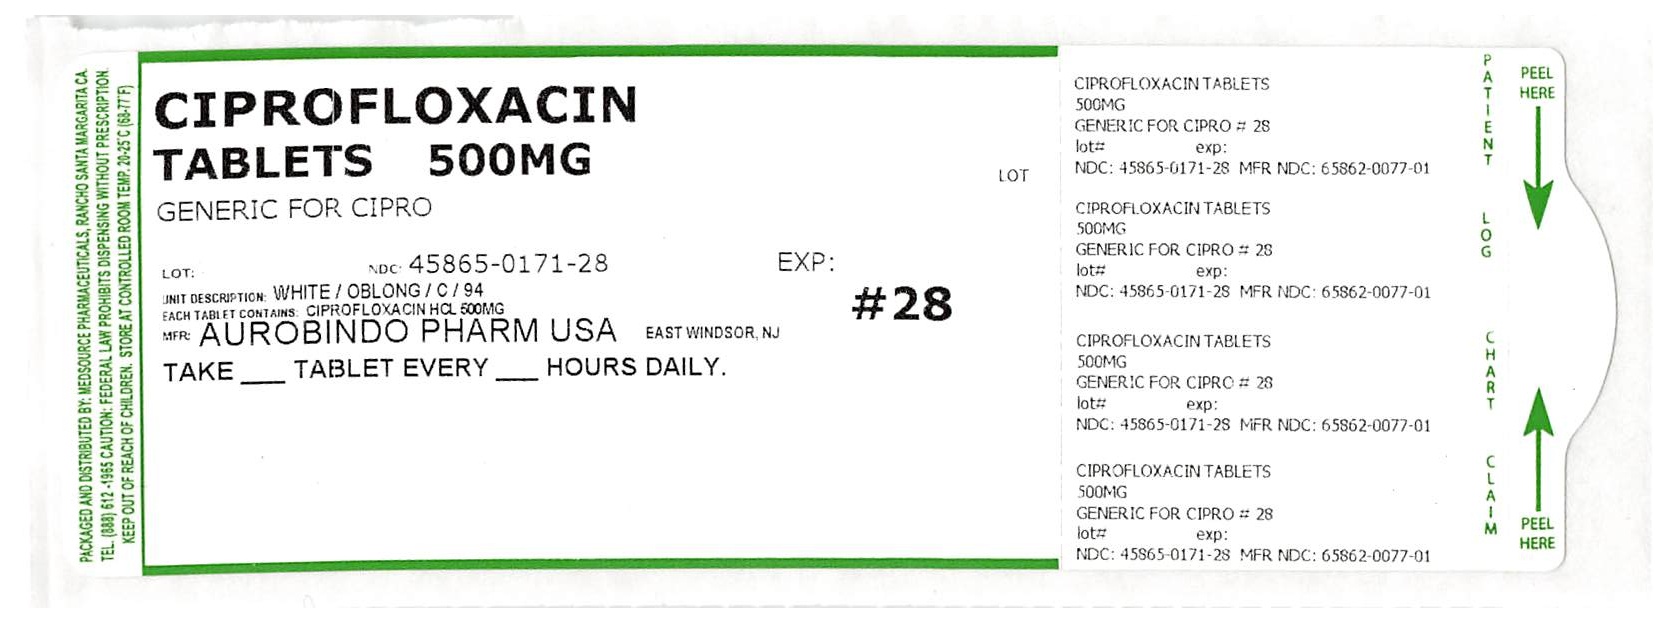 PACKAGED AND DISTRIBUTED BY: MEDSOURCE PHARMACEUTICALS, RANCHO SANTA MARGARITA CA.
TEL. (888) 612 -1965 CAUTION: FEDERAL LAW PROHIBITS DISPENSING WITHOUT PRESCRIPTION.
KEEP OUT OF REACH OF CHILDREN. STORE AT CONTROLLED ROOM TEMP. 20-25°C (68-77°F)
CIPROFLOXACIN
TABLETS 500MG
LOT
GENERIC FOR CIPRO
LOT: NDC: 45865-0171-28 EXP:
UNIT DESCRIPTION: WHITE / OBLONG / C / 94
EACH TABLET CONTAINS: CIPROFLOXACIN HCL 500MG
#28
MFR: AUROBINDO PHARM USA EAST WINDSOR, NJ
TAKE ___ TABLET EVERY ___ HOURS DAILY.
CIPROFLOXACIN TABLETS
500MG
GENERIC FOR CIPRO # 28
lot# exp:
NDC: 45865-0171-28 MFR NDC: 65862-0077-01
PATIENT
CIPROFLOXACIN TABLETS
500MG
GENERIC FOR CIPRO # 28
lot# exp:
NDC: 45865-0171-28 MFR NDC: 65862-0077-01
LOG
CIPROFLOXACIN TABLETS
500MG
GENERIC FOR CIPRO # 28
lot# exp:
NDC: 45865-0171-28 MFR NDC: 65862-0077-01
CHART
CIPROFLOXACIN TABLETS
500MG
GENERIC FOR CIPRO # 28
lot# exp:
NDC: 45865-0171-28 MFR NDC: 65862-0077-01
CLAIM
PEEL
HERE
PEEL
HERE